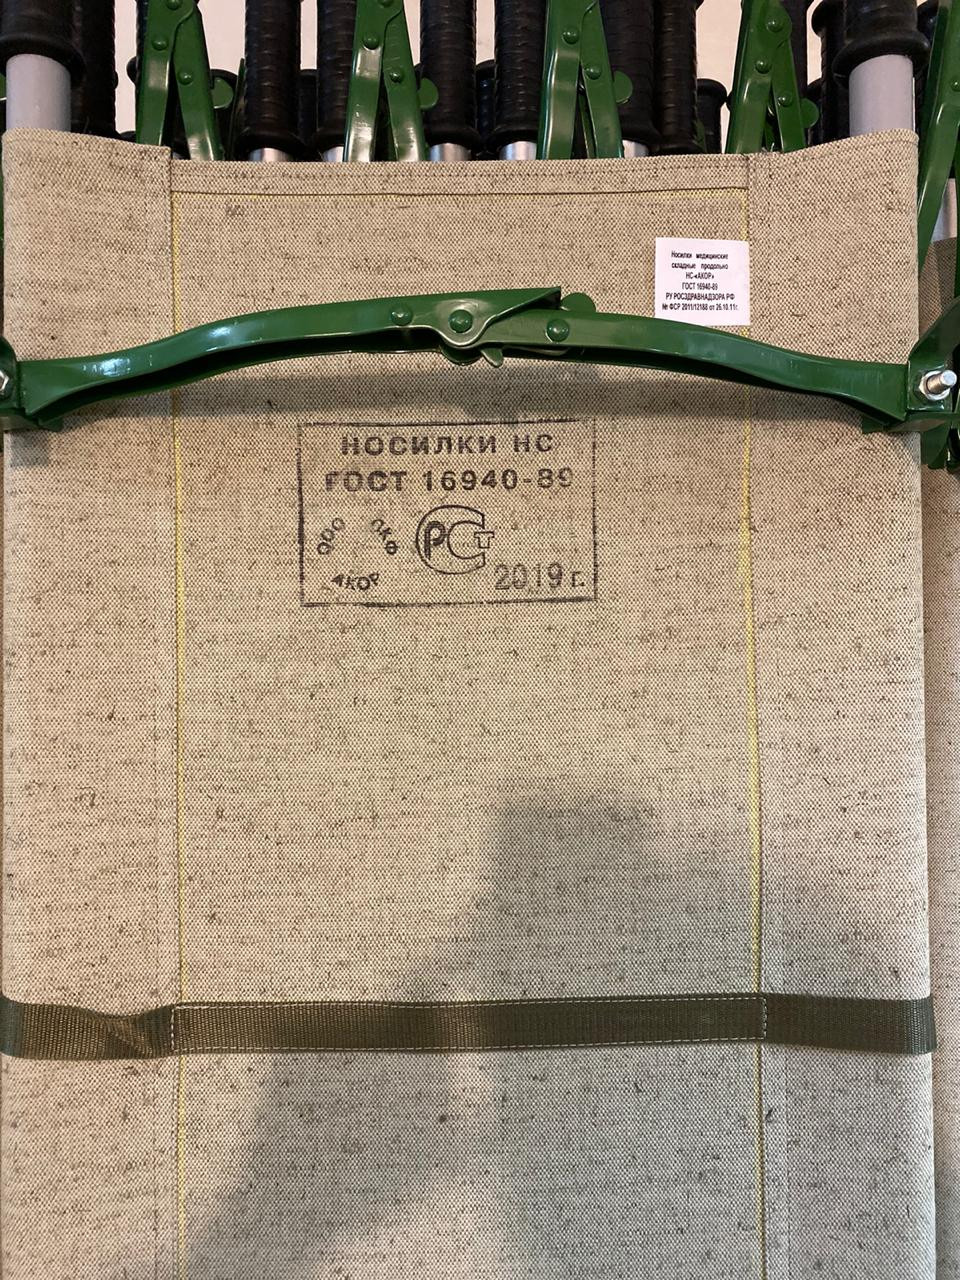 Носилки медицинские
складные продольно
НС-«АКОР»
ГОСТ 16940-89
РУ РОСЗДРАВНАДЗОРА РФ
№ ФСР 2011/12188 от 26.10.11г.
НОСИЛКИ НС
ГОСТ 16940-89
ООО ПКФ
АКОР
РСТ
2019 г.